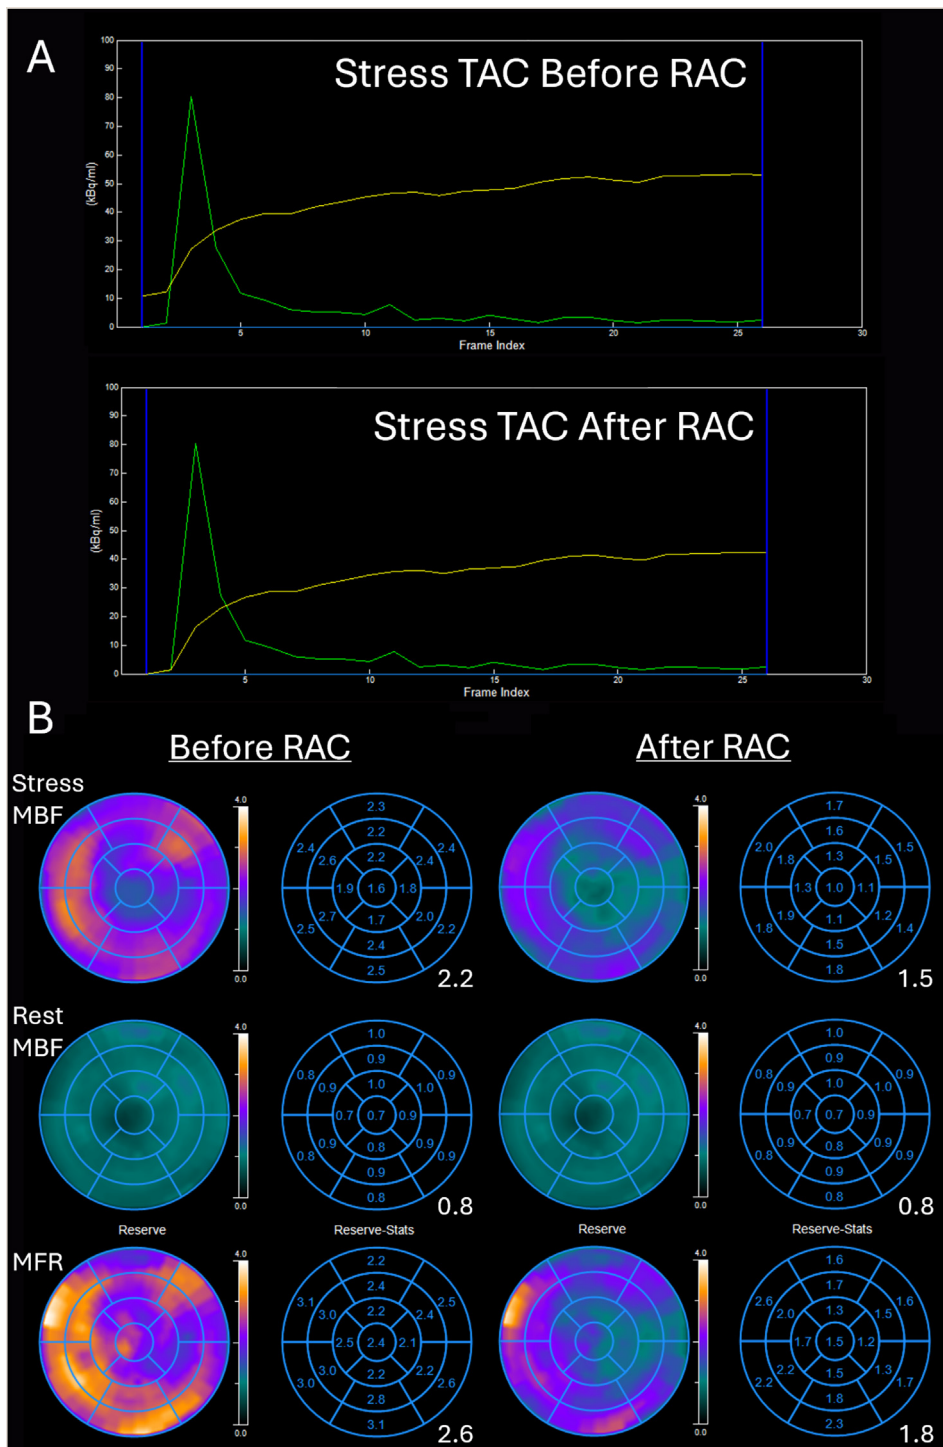 A
Stress TAC Before RAC
100
90
80
70
60
50
40
30
20
10
0
(kBq/ml)
5 10 15 20 25 30
Frame Index
Stress TAC After RAC
100
90
80
70
60
50
40
30
20
10
0
(kBq/ml)
5 10 15 20 25 30
Frame Index
B
Before RAC After RAC
Stress
MBF
4.0
0.0
2.3
2.2
2.4 2.6 2.2 2.4 2.4
1.9 1.6 1.8
2.5 2.7 1.7 2.0 2.2
2.4
2.5
2.2
4.0
0.0
1.7
1.6
2.0 1.8 1.3 1.5 1.5
1.3 1.0 1.1
1.8 1.9 1.1 1.2 1.4
1.5
1.8
1.5
Rest
MBF
4.0
0.0
1.0
0.9
0.8 0.9 1.0 1.0 0.9
0.7 0.7 0.9
0.8 0.9 0.8 0.9 0.9
0.9
0.8
0.8
4.0
0.0
1.0
0.9
0.8 0.9 1.0 1.0 0.9
0.7 0.7 0.9
0.8 0.9 0.8 0.9 0.9
0.9
0.8
0.8
Reserve Reserve-Stats Reserve Reserve-Stats
MFR
4.0
0.0
2.2
2.4
3.1 3.0 2.2 2.4 2.5
2.5 2.4 2.1
3.0 3.0 2.2 2.2 2.6
2.8
3.1
2.6
4.0
0.0
1.6
1.7
2.6 2.0 1.3 1.5 1.6
1.7 1.5 1.2
2.2 2.2 1.5 1.3 1.7
1.8
2.3
1.8